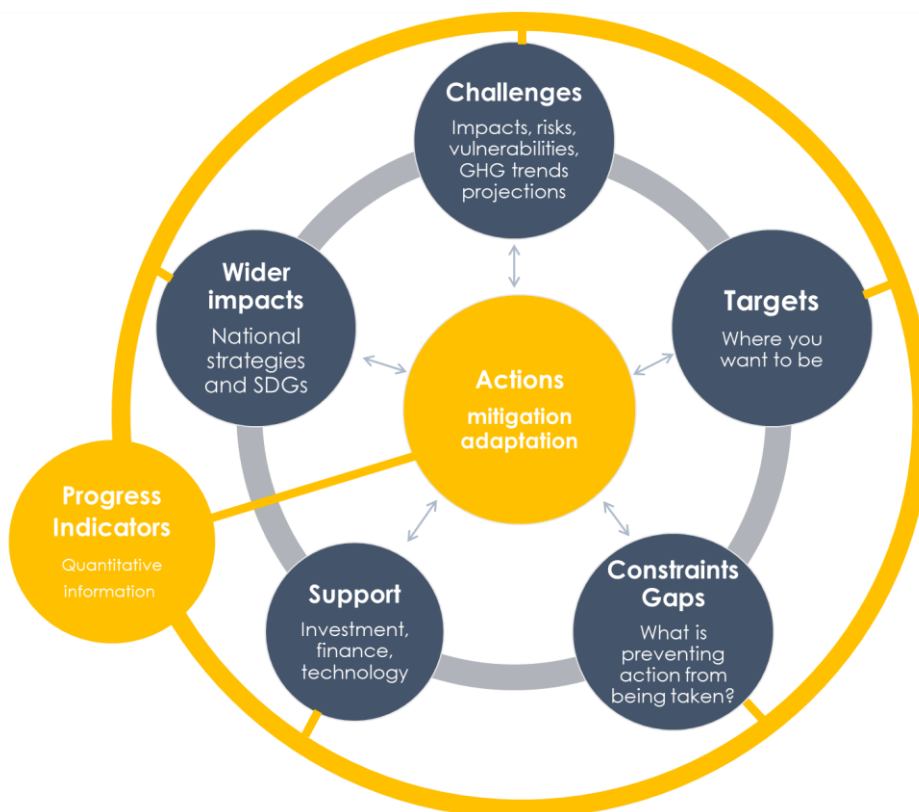 Challenges
Impacts, risks,
vulnerabilities,
GHG trends
projections
Wider
impacts
National
strategies
and SDGs
Targets
Where you
want to be
Actions
mitigation
adaptation
Progress
Indicators
Quantitative
information
Support
Investment,
finance,
technology
Constraints
Gaps
What is
preventing
action from
being taken?